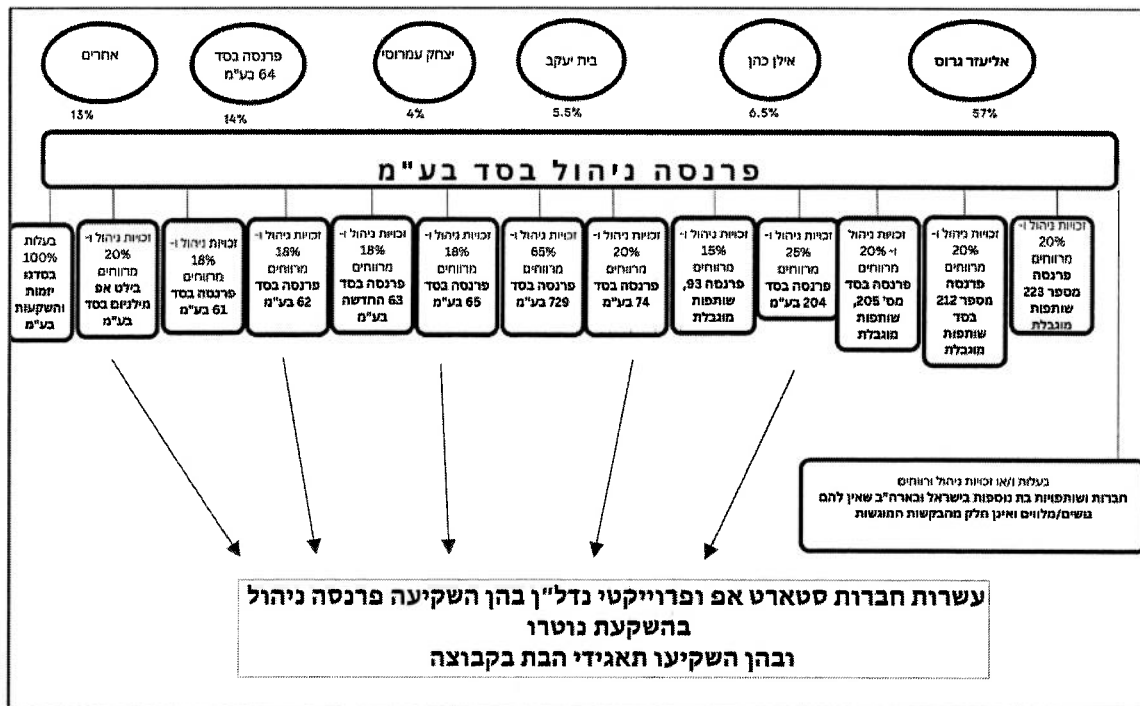 אליעזר גרוס
57%
אילן כהן
6.5%
בית יעקב
5.5%
יצחק עמרוסי
4%
פרנסה בסד
64 בע"מ
14%
אחרים
13%
פרנסה ניהול בסד בע"מ
זכויות ניהול ו-
20%
מרווחים
פרנסה
מספר 223
שותפות
מוגבלת
זכויות ניהול ו-
20%
מרווחים
פרנסה
מספר 212
בסד
שותפות
מוגבלת
זכויות ניהול
ו- 20%
מרווחים
פרנסה בסד
מס' 205,
שותפות
מוגבלת
זכויות ניהול ו-
25%
מרווחים
פרנסה בסד
204 בע"מ
זכויות ניהול ו-
15%
מרווחים
פרנסה 93,
שותפות
מוגבלת
זכויות ניהול ו-
20%
מרווחים
פרנסה בסד
74 בע"מ
זכויות ניהול ו-
65%
מרווחים
פרנסה בסד
729 בע"מ
זכויות ניהול ו-
18%
מרווחים
פרנסה בסד
65 בע"מ
זכויות ניהול ו-
18%
מרווחים
פרנסה בסד
63 החדשה
בע"מ
זכויות ניהול ו-
18%
מרווחים
פרנסה בסד
62 בע"מ
זכויות ניהול ו-
18%
מרווחים
פרנסה בסד
61 בע"מ
זכויות ניהול ו-
20%
מרווחים
בילט אפ
מילניום בסד
בע"מ
בעלות
100%
בסדנו
יזמות
והשקעות
בע"מ
בעלות ו/או זכויות ניהול ורווחים
חברות ושותפויות בת נוספות בישראל ובארה"ב שאין להם
נושים/מלווים ואינן חלק מהבקשות המוגשות
עשרות חברות סטארט אפ ופרוייקטי נדל"ן בהן השקיעה פרנסה ניהול
בהשקעת נוטרו
ובהן השקיעו תאגידי הבת בקבוצה